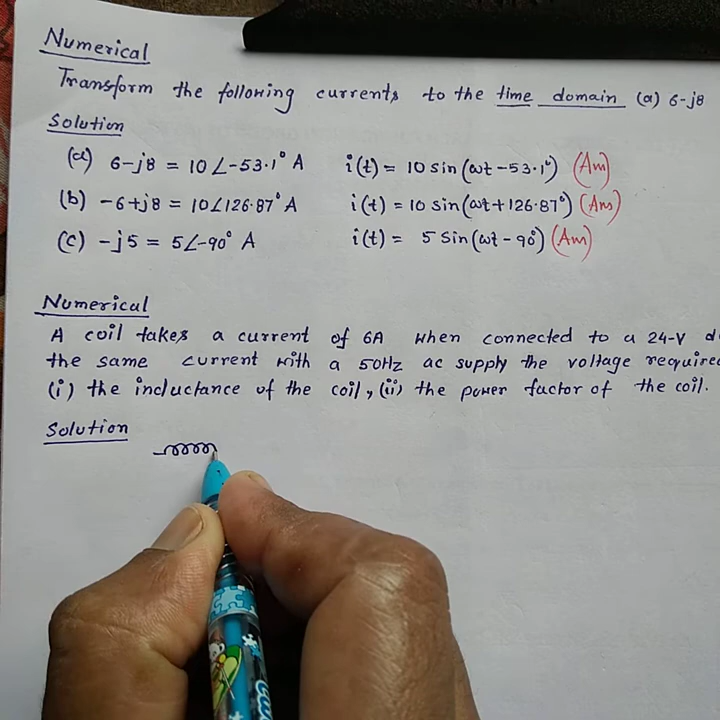 Numerical
Transform the following currents to the time domain (a) 6-j8
Solution
(a) 6-j8 = 10∠-53.1° A i(t) = 10 sin(ωt-53.1°) (Ans)
(b) -6+j8 = 10∠126.87° A i(t) = 10 sin(ωt+126.87°) (Ans)
(c) -j5 = 5∠-90° A i(t) = 5 sin(ωt-90°) (Ans)
Numerical
A coil takes a current of 6A when connected to a 24-V
the same current with a 50Hz ac supply the voltage required
(i) the inductance of the coil, (ii) the power factor of the coil.
Solution